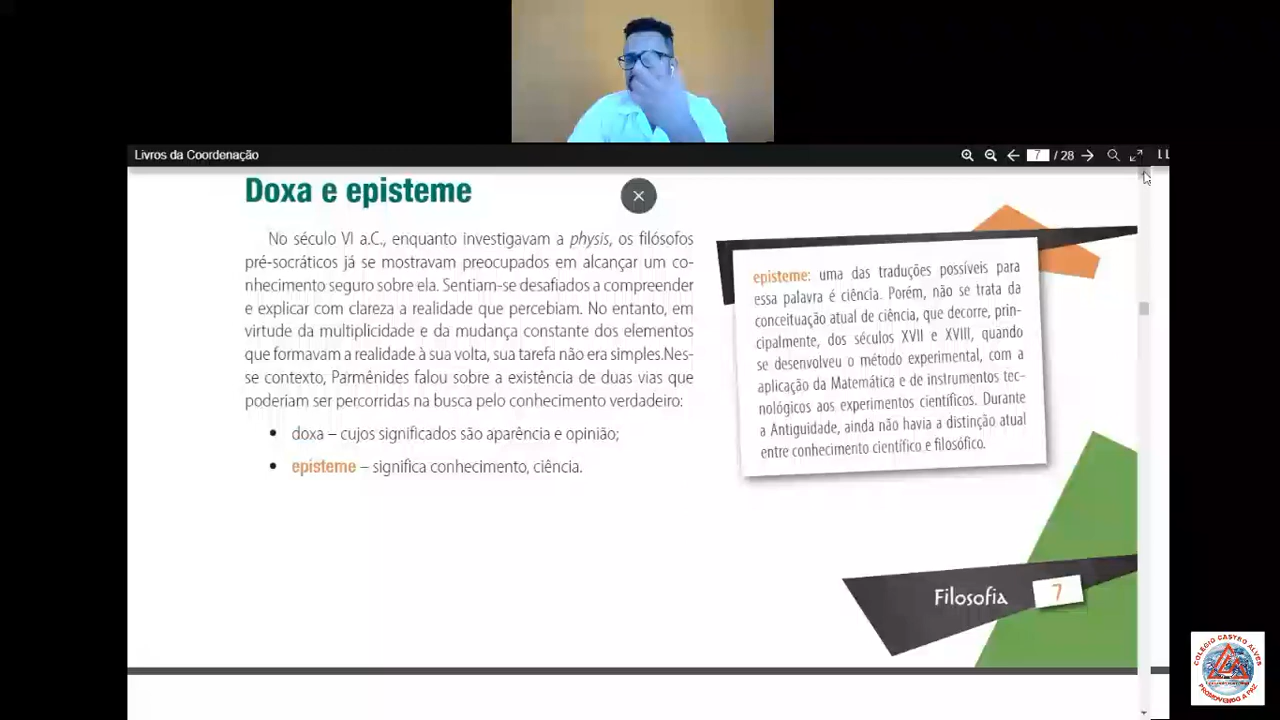 Livros da Coordenação
7 / 28
Doxa e episteme
No século VI a.C., enquanto investigavam a physis, os filósofos
pré-socráticos já se mostravam preocupados em alcançar um co-
nhecimento seguro sobre ela. Sentiam-se desafiados a compreender
e explicar com clareza a realidade que percebiam. No entanto, em
virtude da multiplicidade e da mudança constante dos elementos
que formavam a realidade à sua volta, sua tarefa não era simples.Nes-
se contexto, Parmênides falou sobre a existência de duas vias que
poderiam ser percorridas na busca pelo conhecimento verdadeiro:
• doxa – cujos significados são aparência e opinião;
• episteme – significa conhecimento, ciência.
episteme: uma das traduções possíveis para
essa palavra é ciência. Porém, não se trata da
conceituação atual de ciência, que decorre, prin-
cipalmente, dos séculos XVII e XVIII, quando
se desenvolveu o método experimental, com a
aplicação da Matemática e de instrumentos tec-
nológicos aos experimentos científicos. Durante
a Antiguidade, ainda não havia a distinção atual
entre conhecimento científico e filosófico.
Filosofia 7
COLÉGIO CASTRO ALVES
PROMOVENDO A PAZ